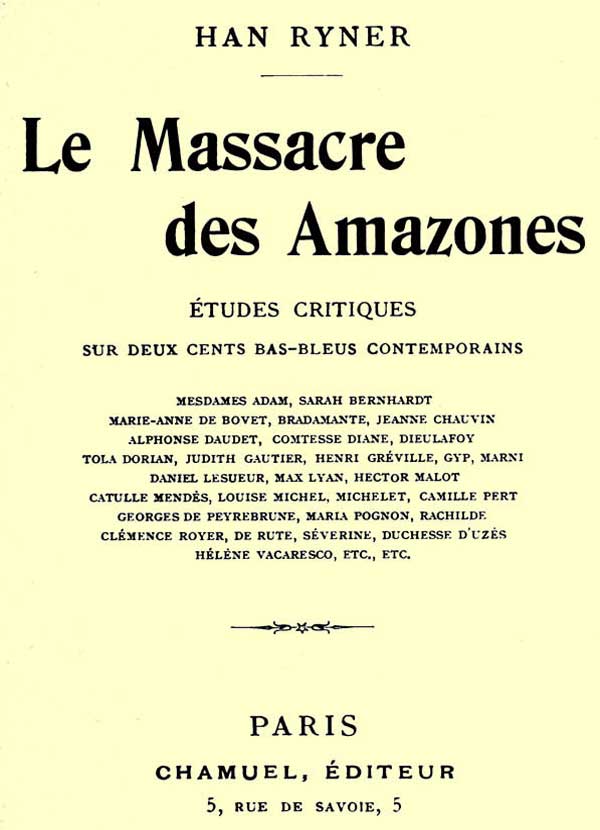 HAN RYNER
Le Massacre
des Amazones
ÉTUDES CRITIQUES
SUR DEUX CENTS BAS-BLEUS CONTEMPORAINS
MESDAMES ADAM, SARAH BERNHARDT
MARIE-ANNE DE BOVET, BRADAMANTE, JEANNE CHAUVIN
ALPHONSE DAUDET, COMTESSE DIANE, DIEULAFOY
TOLA DORIAN, JUDITH GAUTIER, HENRI GRÉVILLE, GYP, MARNI
DANIEL LESUEUR, MAX LYAN, HECTOR MALOT
CATULLE MENDÈS, LOUISE MICHEL, MICHELET, CAMILLE PERT
GEORGES DE PEYREBRUNE, MARIA POGNON, RACHILDE
CLÉMENCE ROYER, DE RUTE, SÉVERINE, DUCHESSE D'UZÈS
HÉLÈNE VACARESCO, ETC., ETC.
PARIS
CHAMUEL, ÉDITEUR
5, RUE DE SAVOIE, 5